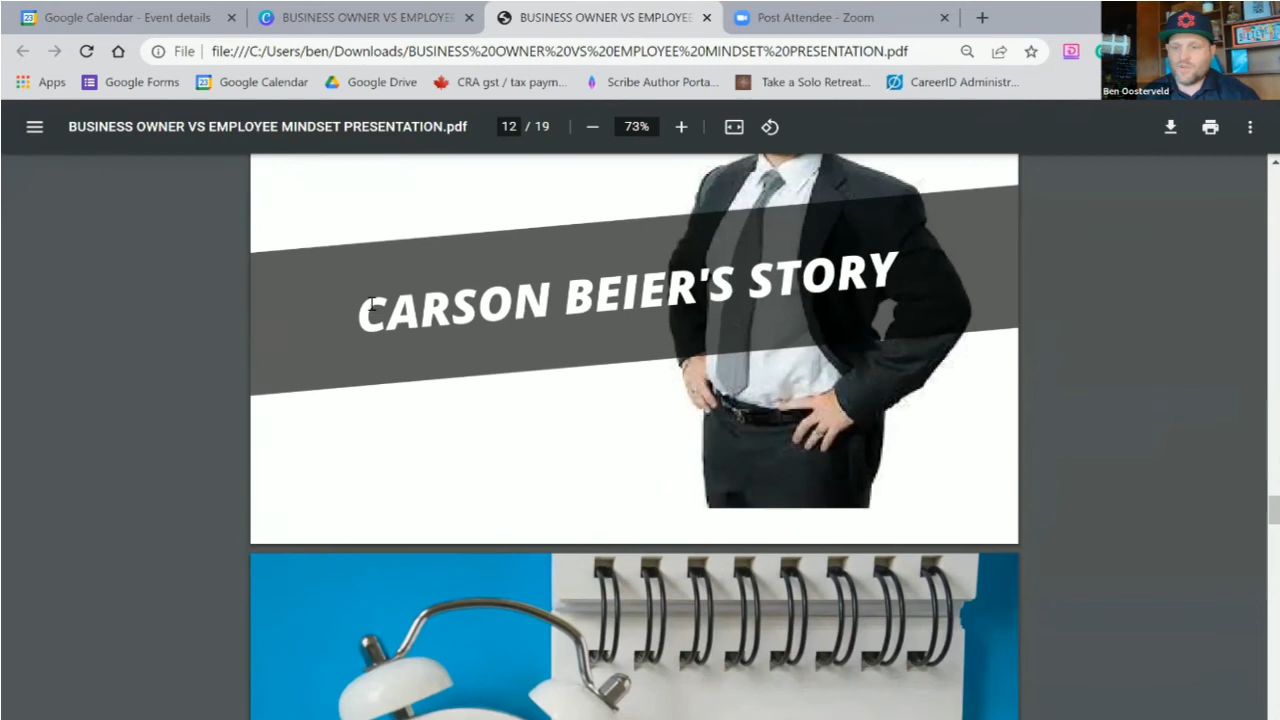 Google Calendar - Event details
BUSINESS OWNER VS EMPLOYEE
BUSINESS OWNER VS EMPLOYEE
Post Attendee - Zoom
File
file:///C:/Users/ben/Downloads/BUSINESS%20OWNER%20VS%20EMPLOYEE%20MINDSET%20PRESENTATION.pdf
Apps
Google Forms
Google Calendar
Google Drive
CRA gst / tax paym...
Scribe Author Porta...
Take a Solo Retreat...
CareerID Administr...
Ben Oosterveld
BUSINESS OWNER VS EMPLOYEE MINDSET PRESENTATION.pdf
12 / 19
73%
CARSON BEIER'S STORY